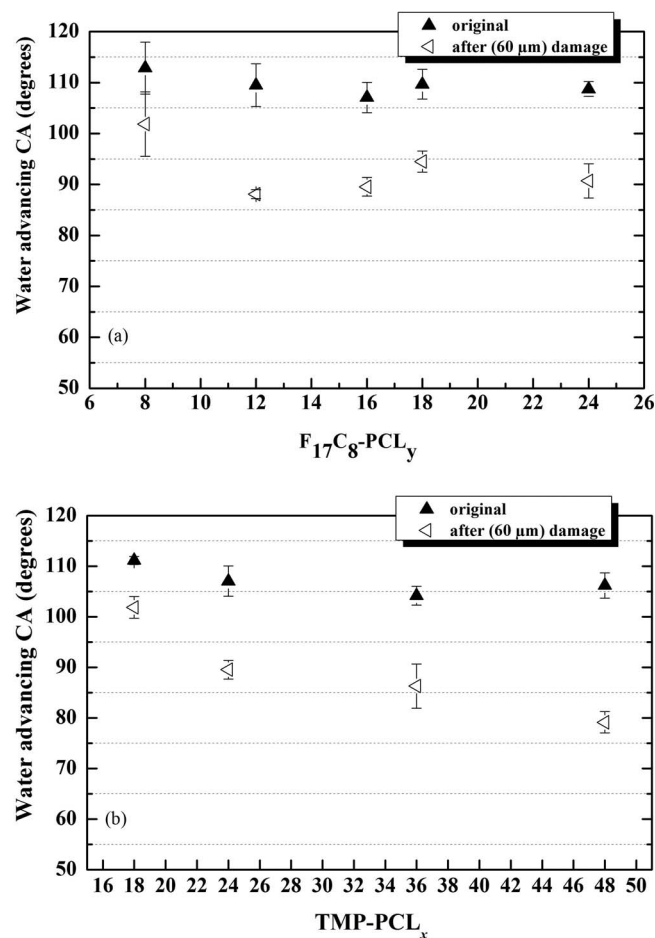 original
after (60 µm) damage
120
110
100
90
80
70
60
50
Water advancing CA (degrees)
(a)
6 8 10 12 14 16 18 20 22 24 26
F17C8-PCLy
original
after (60 µm) damage
120
110
100
90
80
70
60
50
Water advancing CA (degrees)
(b)
16 18 20 22 24 26 28 30 32 34 36 38 40 42 44 46 48 50
TMP-PCLx